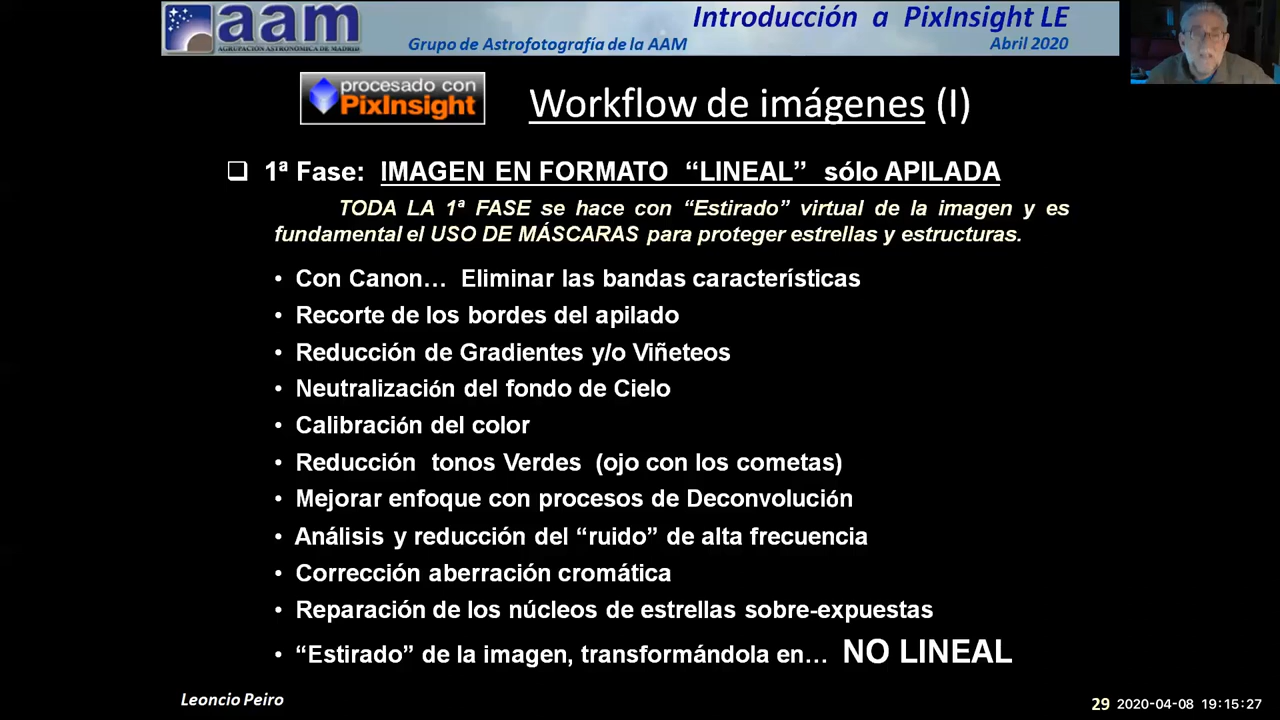 aam
AGRUPACIÓN ASTRONÓMICA DE MADRID
Introducción a PixInsight LE
Grupo de Astrofotografía de la AAM
Abril 2020
procesado con
PixInsight
Workflow de imágenes (I)
1ª Fase: IMAGEN EN FORMATO “LINEAL” sólo APILADA
TODA LA 1ª FASE se hace con “Estirado” virtual de la imagen y es
fundamental el USO DE MÁSCARAS para proteger estrellas y estructuras.
• Con Canon… Eliminar las bandas características
• Recorte de los bordes del apilado
• Reducción de Gradientes y/o Viñeteos
• Neutralización del fondo de Cielo
• Calibración del color
• Reducción tonos Verdes (ojo con los cometas)
• Mejorar enfoque con procesos de Deconvolución
• Análisis y reducción del “ruido” de alta frecuencia
• Corrección aberración cromática
• Reparación de los núcleos de estrellas sobre-expuestas
• “Estirado” de la imagen, transformándola en… NO LINEAL
Leoncio Peiro
29 2020-04-08 19:15:27